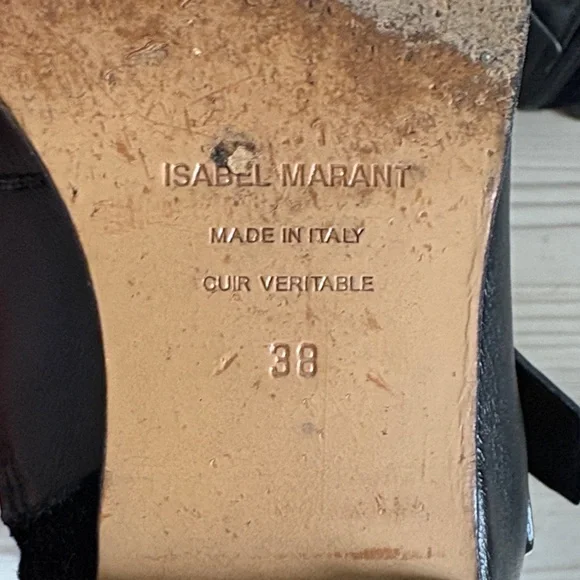 ISABEL MARANT
MADE IN ITALY
CUIR VERITABLE
38